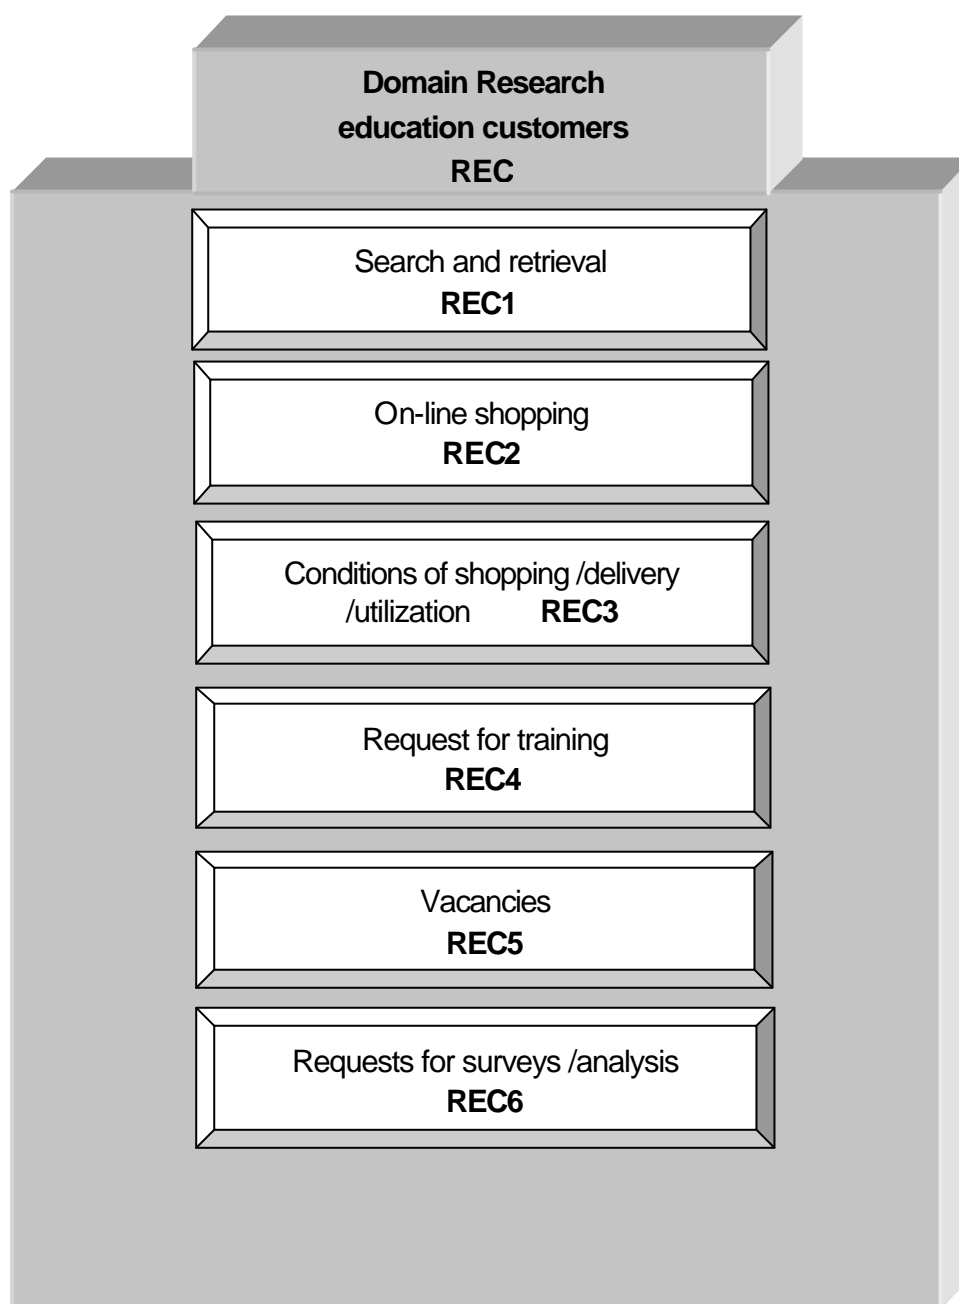 Domain Research
education customers
REC
Search and retrieval
REC1
On-line shopping
REC2
Conditions of shopping /delivery
/utilization REC3
Request for training
REC4
Vacancies
REC5
Requests for surveys /analysis
REC6